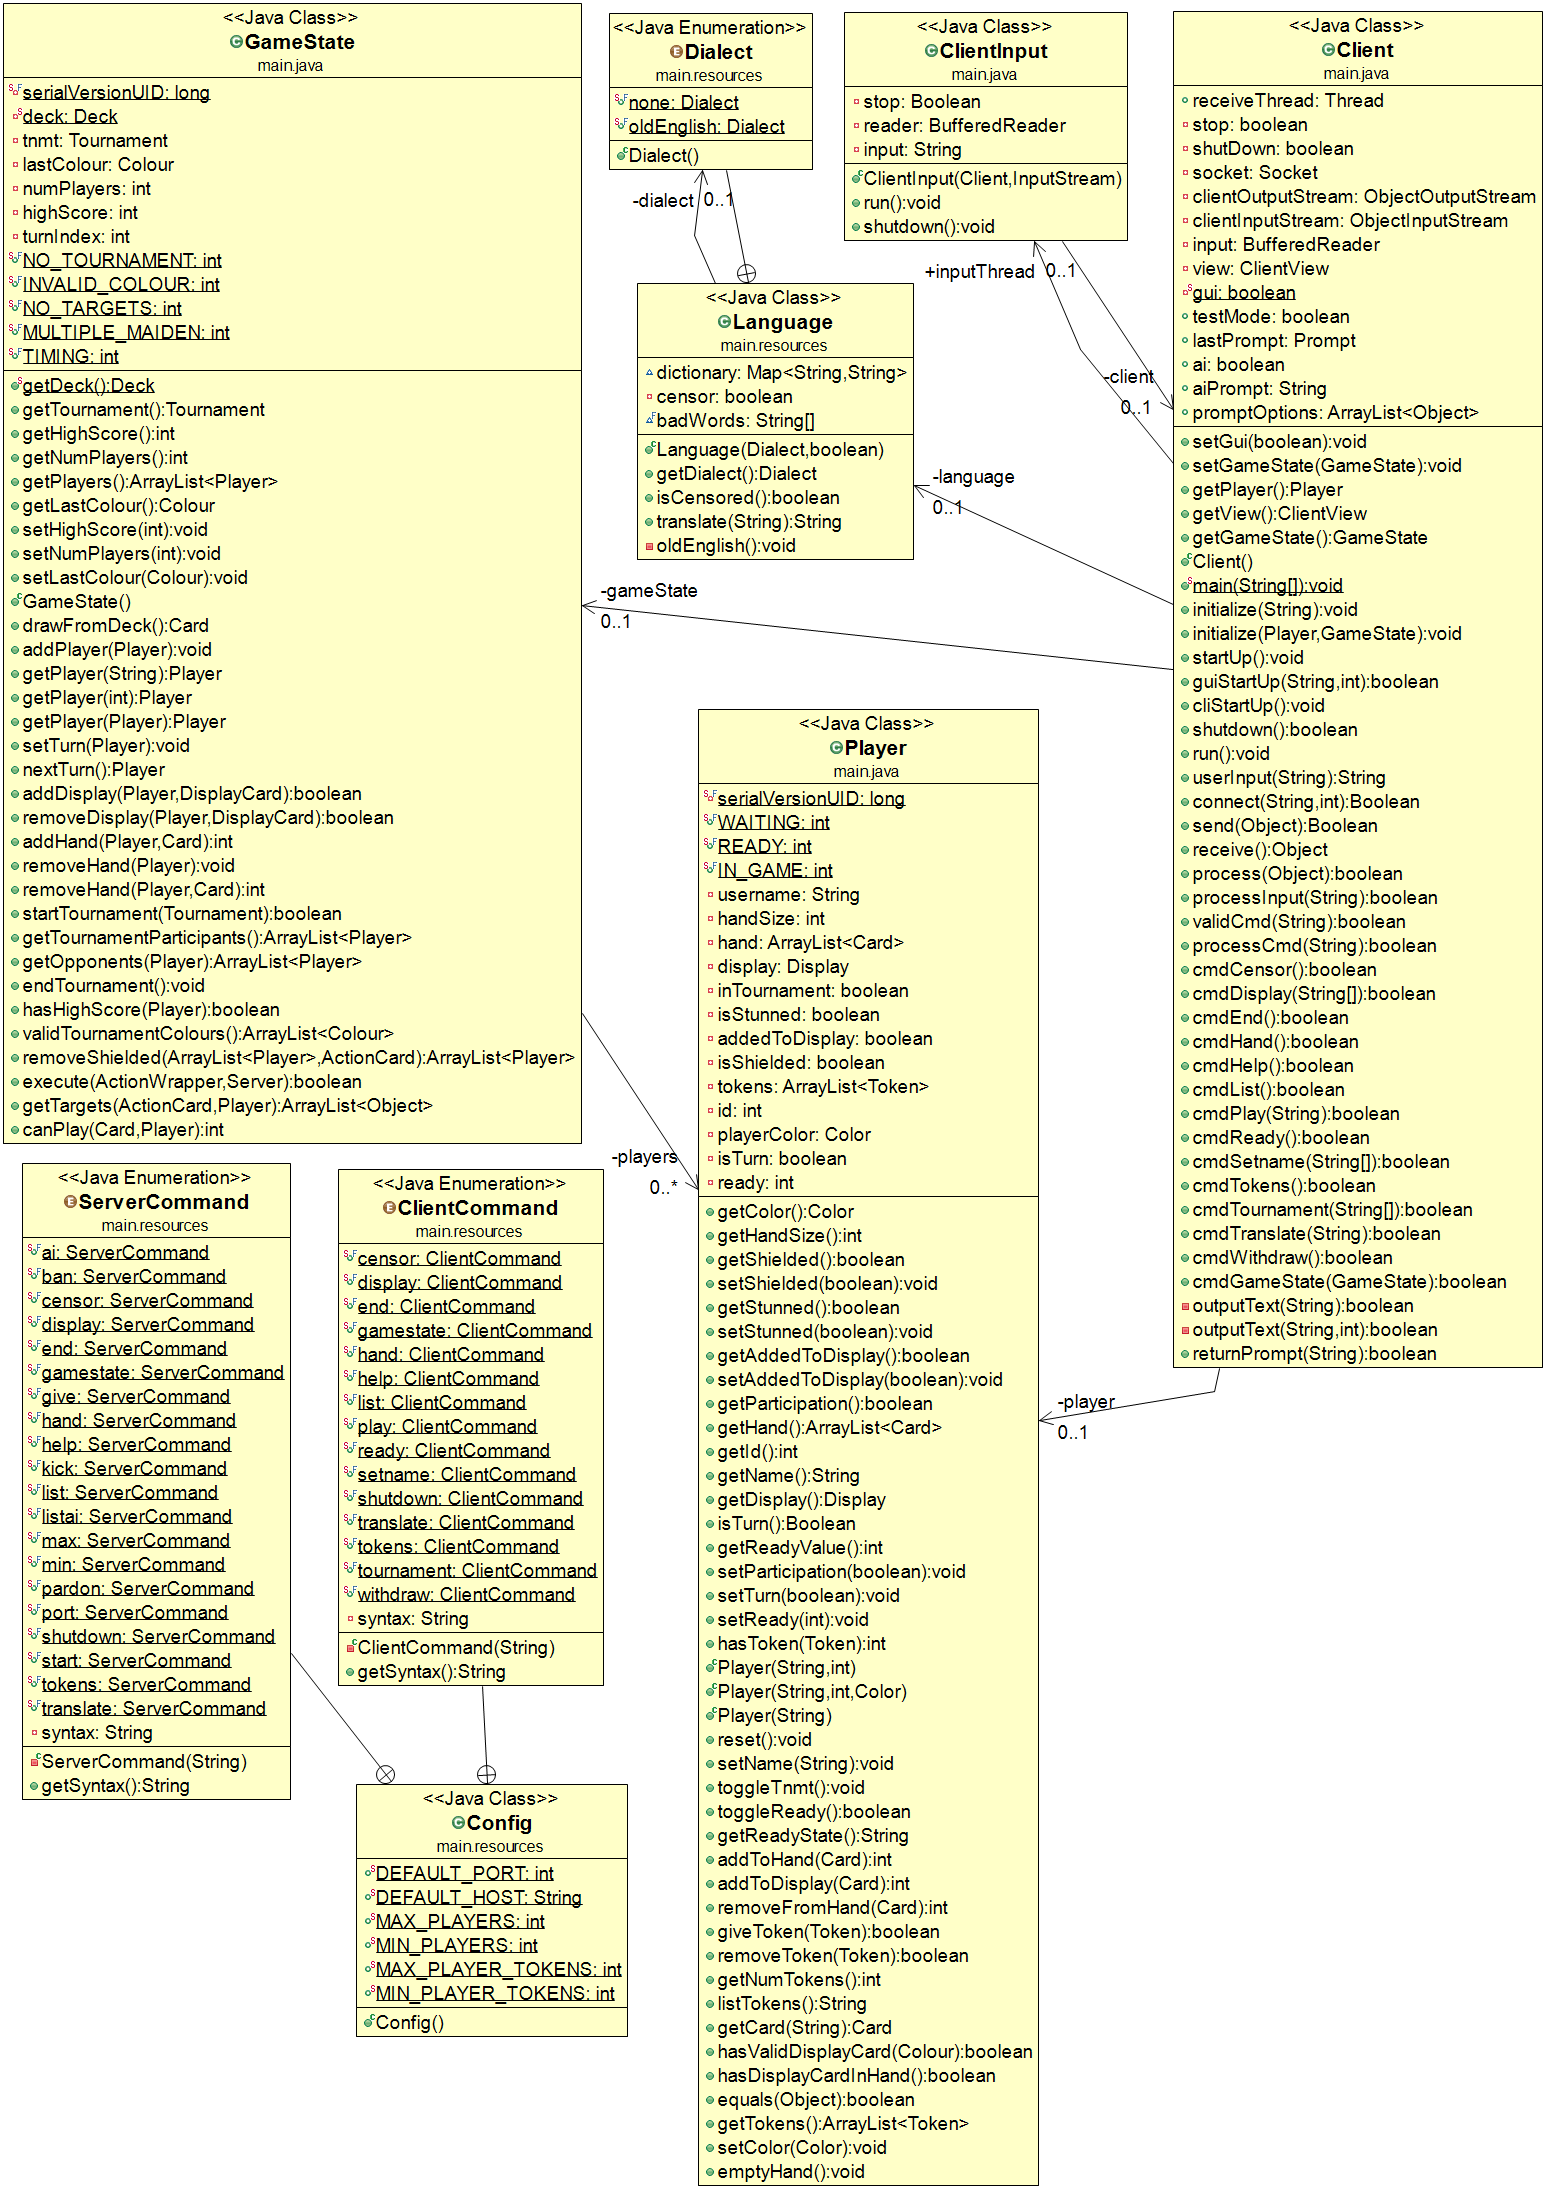 <<Java Class>>
GameState
main.java
serialVersionUID: long
deck: Deck
tnmt: Tournament
lastColour: Colour
numPlayers: int
highScore: int
turnIndex: int
NO_TOURNAMENT: int
INVALID_COLOUR: int
NO_TARGETS: int
MULTIPLE_MAIDEN: int
TIMING: int
getDeck():Deck
getTournament():Tournament
getHighScore():int
getNumPlayers():int
getPlayers():ArrayList<Player>
getLastColour():Colour
setHighScore(int):void
setNumPlayers(int):void
setLastColour(Colour):void
GameState()
drawFromDeck():Card
addPlayer(Player):void
getPlayer(String):Player
getPlayer(int):Player
getPlayer(Player):Player
setTurn(Player):void
nextTurn():Player
addDisplay(Player,DisplayCard):boolean
removeDisplay(Player,DisplayCard):boolean
addHand(Player,Card):int
removeHand(Player):void
removeHand(Player,Card):int
startTournament(Tournament):boolean
getTournamentParticipants():ArrayList<Player>
getOpponents(Player):ArrayList<Player>
endTournament():void
hasHighScore(Player):boolean
validTournamentColours():ArrayList<Colour>
removeShielded(ArrayList<Player>,ActionCard):ArrayList<Player>
execute(ActionWrapper,Server):boolean
getTargets(ActionCard,Player):ArrayList<Object>
canPlay(Card,Player):int
<<Java Enumeration>>
Dialect
main.resources
none: Dialect
oldEnglish: Dialect
Dialect()
-dialect
0..1
<<Java Class>>
Language
main.resources
dictionary: Map<String,String>
censor: boolean
badWords: String[]
Language(Dialect,boolean)
getDialect():Dialect
isCensored():boolean
translate(String):String
oldEnglish():void
<<Java Class>>
ClientInput
main.java
stop: Boolean
reader: BufferedReader
input: String
ClientInput(Client,InputStream)
run():void
shutdown():void
+inputThread
0..1
-client
0..1
-language
0..1
-gameState
0..1
<<Java Class>>
Client
main.java
receiveThread: Thread
stop: boolean
shutDown: boolean
socket: Socket
clientOutputStream: ObjectOutputStream
clientInputStream: ObjectInputStream
input: BufferedReader
view: ClientView
gui: boolean
testMode: boolean
lastPrompt: Prompt
ai: boolean
aiPrompt: String
promptOptions: ArrayList<Object>
setGui(boolean):void
setGameState(GameState):void
getPlayer():Player
getView():ClientView
getGameState():GameState
Client()
main(String[]):void
initialize(String):void
initialize(Player,GameState):void
startUp():void
guiStartUp(String,int):boolean
cliStartUp():void
shutdown():boolean
run():void
userInput(String):String
connect(String,int):Boolean
send(Object):Boolean
receive():Object
process(Object):boolean
processInput(String):boolean
validCmd(String):boolean
processCmd(String):boolean
cmdCensor():boolean
cmdDisplay(String[]):boolean
cmdEnd():boolean
cmdHand():boolean
cmdHelp():boolean
cmdList():boolean
cmdPlay(String):boolean
cmdReady():boolean
cmdSetname(String[]):boolean
cmdTokens():boolean
cmdTournament(String[]):boolean
cmdTranslate(String):boolean
cmdWithdraw():boolean
cmdGameState(GameState):boolean
outputText(String):boolean
outputText(String,int):boolean
returnPrompt(String):boolean
-players
0..*
-player
0..1
<<Java Class>>
Player
main.java
serialVersionUID: long
WAITING: int
READY: int
IN_GAME: int
username: String
handSize: int
hand: ArrayList<Card>
display: Display
inTournament: boolean
isStunned: boolean
addedToDisplay: boolean
isShielded: boolean
tokens: ArrayList<Token>
id: int
playerColor: Color
isTurn: boolean
ready: int
getColor():Color
getHandSize():int
getShielded():boolean
setShielded(boolean):void
getStunned():boolean
setStunned(boolean):void
getAddedToDisplay():boolean
setAddedToDisplay(boolean):void
getParticipation():boolean
getHand():ArrayList<Card>
getId():int
getName():String
getDisplay():Display
isTurn():Boolean
getReadyValue():int
setParticipation(boolean):void
setTurn(boolean):void
setReady(int):void
hasToken(Token):int
Player(String,int)
Player(String,int,Color)
Player(String)
reset():void
setName(String):void
toggleTnmt():void
toggleReady():boolean
getReadyState():String
addToHand(Card):int
addToDisplay(Card):int
removeFromHand(Card):int
giveToken(Token):boolean
removeToken(Token):boolean
getNumTokens():int
listTokens():String
getCard(String):Card
hasValidDisplayCard(Colour):boolean
hasDisplayCardInHand():boolean
equals(Object):boolean
getTokens():ArrayList<Token>
setColor(Color):void
emptyHand():void
<<Java Enumeration>>
ServerCommand
main.resources
ai: ServerCommand
ban: ServerCommand
censor: ServerCommand
display: ServerCommand
end: ServerCommand
gamestate: ServerCommand
give: ServerCommand
hand: ServerCommand
help: ServerCommand
kick: ServerCommand
list: ServerCommand
listai: ServerCommand
max: ServerCommand
min: ServerCommand
pardon: ServerCommand
port: ServerCommand
shutdown: ServerCommand
start: ServerCommand
tokens: ServerCommand
translate: ServerCommand
syntax: String
ServerCommand(String)
getSyntax():String
<<Java Enumeration>>
ClientCommand
main.resources
censor: ClientCommand
display: ClientCommand
end: ClientCommand
gamestate: ClientCommand
hand: ClientCommand
help: ClientCommand
list: ClientCommand
play: ClientCommand
ready: ClientCommand
setname: ClientCommand
shutdown: ClientCommand
translate: ClientCommand
tokens: ClientCommand
tournament: ClientCommand
withdraw: ClientCommand
syntax: String
ClientCommand(String)
getSyntax():String
<<Java Class>>
Config
main.resources
DEFAULT_PORT: int
DEFAULT_HOST: String
MAX_PLAYERS: int
MIN_PLAYERS: int
MAX_PLAYER_TOKENS: int
MIN_PLAYER_TOKENS: int
Config()